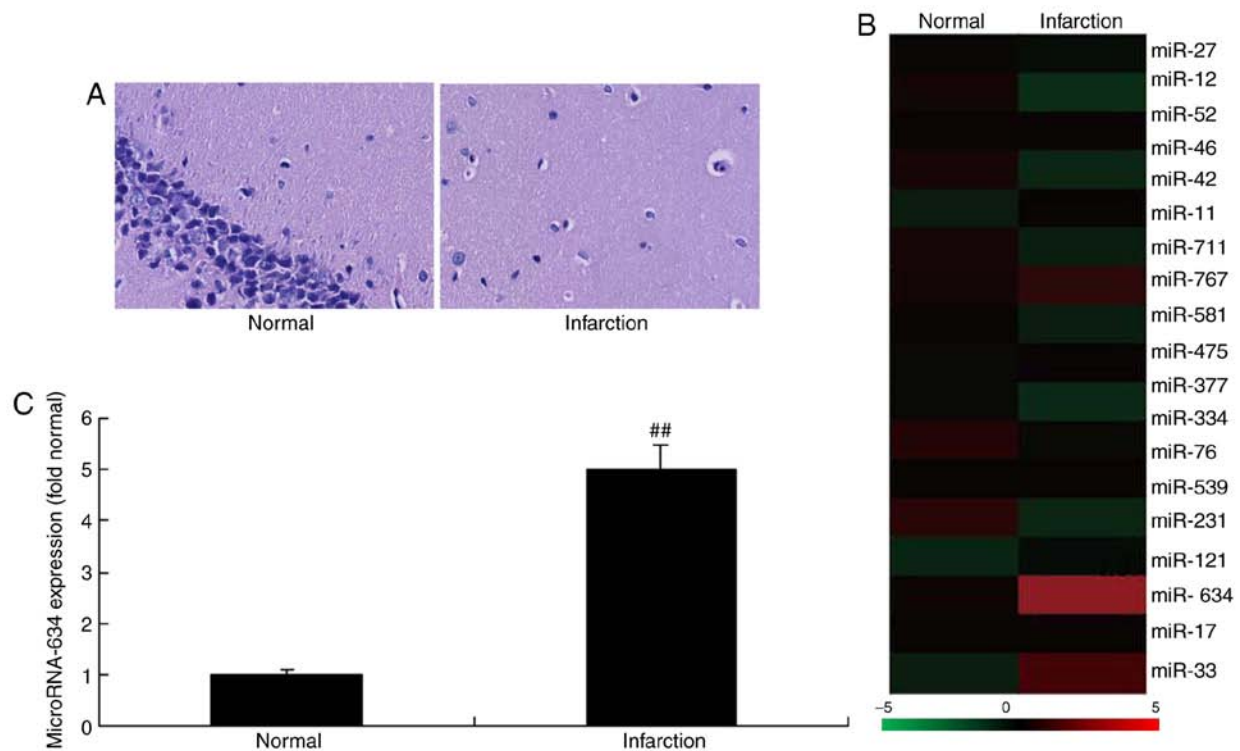 A
Normal
Infarction
B
Normal Infarction
miR-27
miR-12
miR-52
miR-46
miR-42
miR-11
miR-711
miR-767
miR-581
miR-475
miR-377
miR-334
miR-76
miR-539
miR-231
miR-121
miR- 634
miR-17
miR-33
−5 0 5
C
MicroRNA-634 expression (fold normal)
6
5
4
3
2
1
0
##
Normal
Infarction